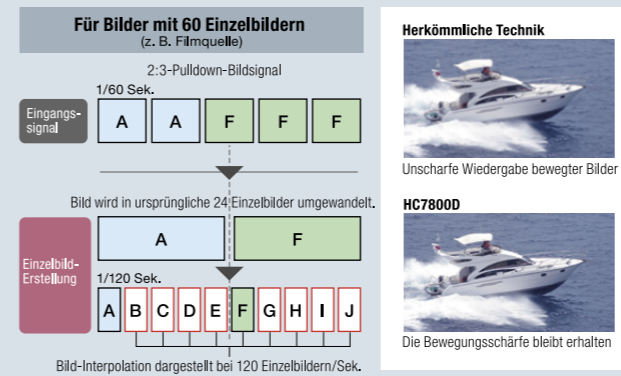 Für Bilder mit 60 Einzelbildern
(z. B. Filmquelle)
2:3-Pulldown-Bildsignal
1/60 Sek.
Eingangs-
signal
A A F F F
Bild wird in ursprüngliche 24 Einzelbilder umgewandelt.
A F
Einzelbild-
Erstellung
1/120 Sek.
A B C D E F G H I J
Bild-Interpolation dargestellt bei 120 Einzelbildern/Sek.
Herkömmliche Technik
Unscharfe Wiedergabe bewegter Bilder
HC7800D
Die Bewegungsschärfe bleibt erhalten